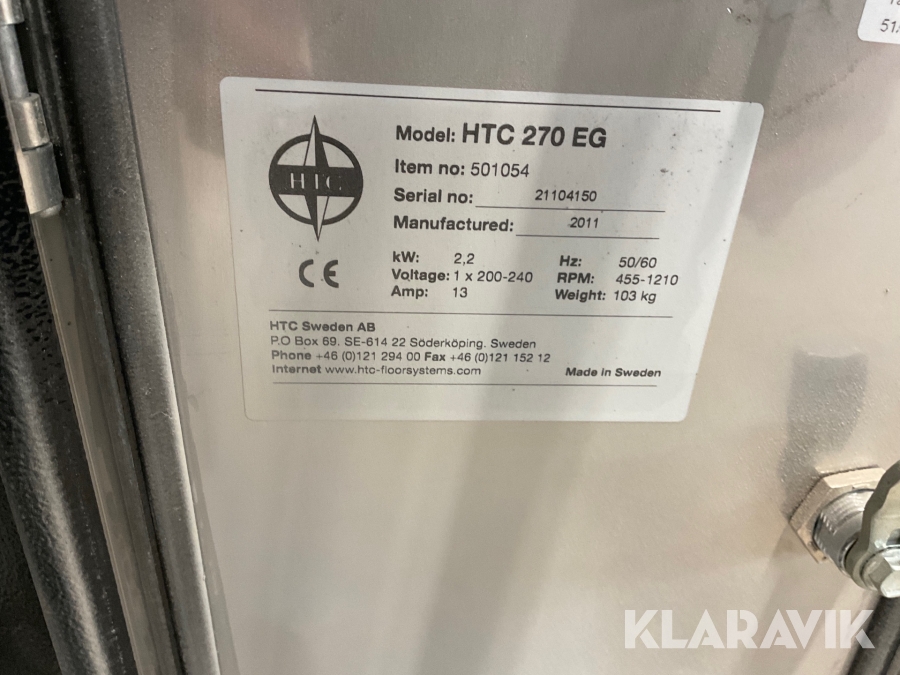 51.
HTC
Model: HTC 270 EG
Item no: 501054
Serial no: 21104150
Manufactured: 2011
kW: 2,2 Hz: 50/60
Voltage: 1 x 200-240 RPM: 455-1210
Amp: 13 Weight: 103 kg
CE
HTC Sweden AB
P.O Box 69. SE-614 22 Söderköping. Sweden
Phone +46 (0)121 294 00 Fax +46 (0)121 152 12
Internet www.htc-floorsystems.com Made in Sweden
KLARAVIK